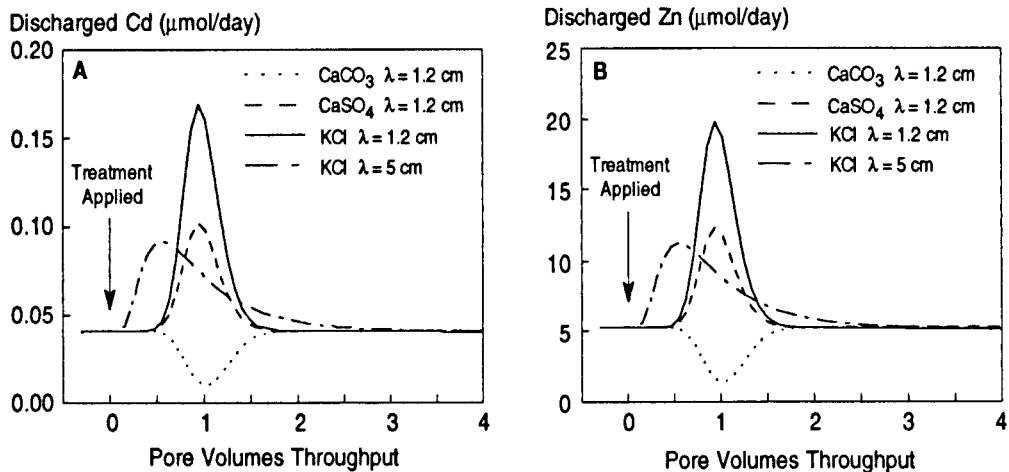 Discharged Cd (μmol/day)
0.20
0.15
0.10
0.05
0.00
A
CaCO₃ λ = 1.2 cm
CaSO₄ λ = 1.2 cm
KCl λ = 1.2 cm
KCl λ = 5 cm
Treatment
Applied
0 1 2 3 4
Pore Volumes Throughput
Discharged Zn (μmol/day)
25
20
15
10
5
0
B
CaCO₃ λ = 1.2 cm
CaSO₄ λ = 1.2 cm
KCl λ = 1.2 cm
KCl λ = 5 cm
Treatment
Applied
0 1 2 3 4
Pore Volumes Throughput